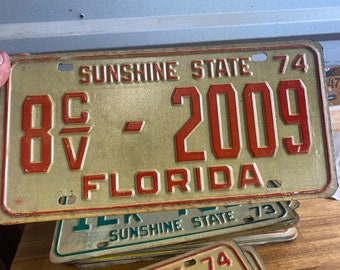 SUNSHINE STATE 74
8 C/V - 2009
FLORIDA
SUNSHINE STATE 73
74